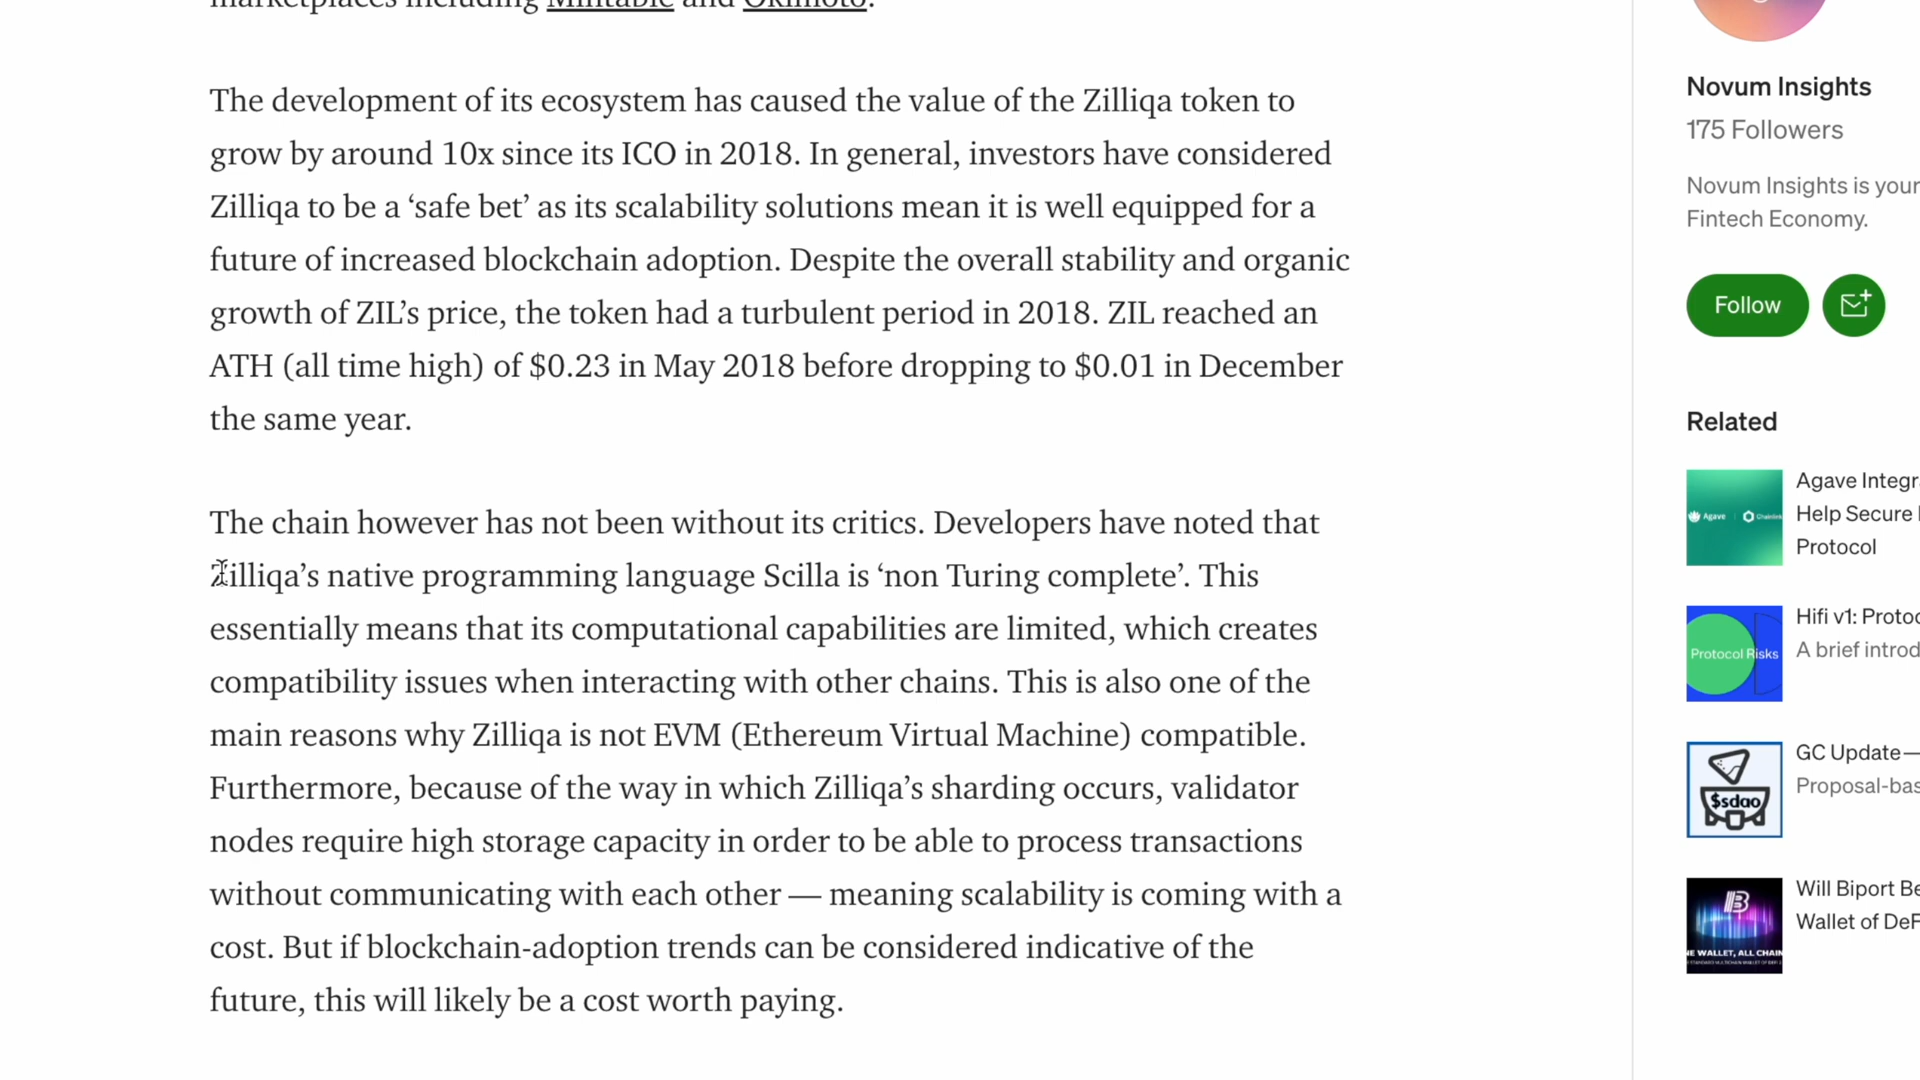 marketplaces including Mintable and Okimoto.
The development of its ecosystem has caused the value of the Zilliqa token to
grow by around 10x since its ICO in 2018. In general, investors have considered
Zilliqa to be a ‘safe bet’ as its scalability solutions mean it is well equipped for a
future of increased blockchain adoption. Despite the overall stability and organic
growth of ZIL’s price, the token had a turbulent period in 2018. ZIL reached an
ATH (all time high) of $0.23 in May 2018 before dropping to $0.01 in December
the same year.
The chain however has not been without its critics. Developers have noted that
Zilliqa’s native programming language Scilla is ‘non Turing complete’. This
essentially means that its computational capabilities are limited, which creates
compatibility issues when interacting with other chains. This is also one of the
main reasons why Zilliqa is not EVM (Ethereum Virtual Machine) compatible.
Furthermore, because of the way in which Zilliqa’s sharding occurs, validator
nodes require high storage capacity in order to be able to process transactions
without communicating with each other — meaning scalability is coming with a
cost. But if blockchain-adoption trends can be considered indicative of the
future, this will likely be a cost worth paying.
Novum Insights
175 Followers
Novum Insights is your
Fintech Economy.
Follow
Related
Agave Chainlink
Agave Integr
Help Secure
Protocol
Protocol Risks
Hifi v1: Protoc
A brief introd
$sdao
GC Update—
Proposal-bas
NE WALLET, ALL CHAIN
Will Biport Be
Wallet of DeF